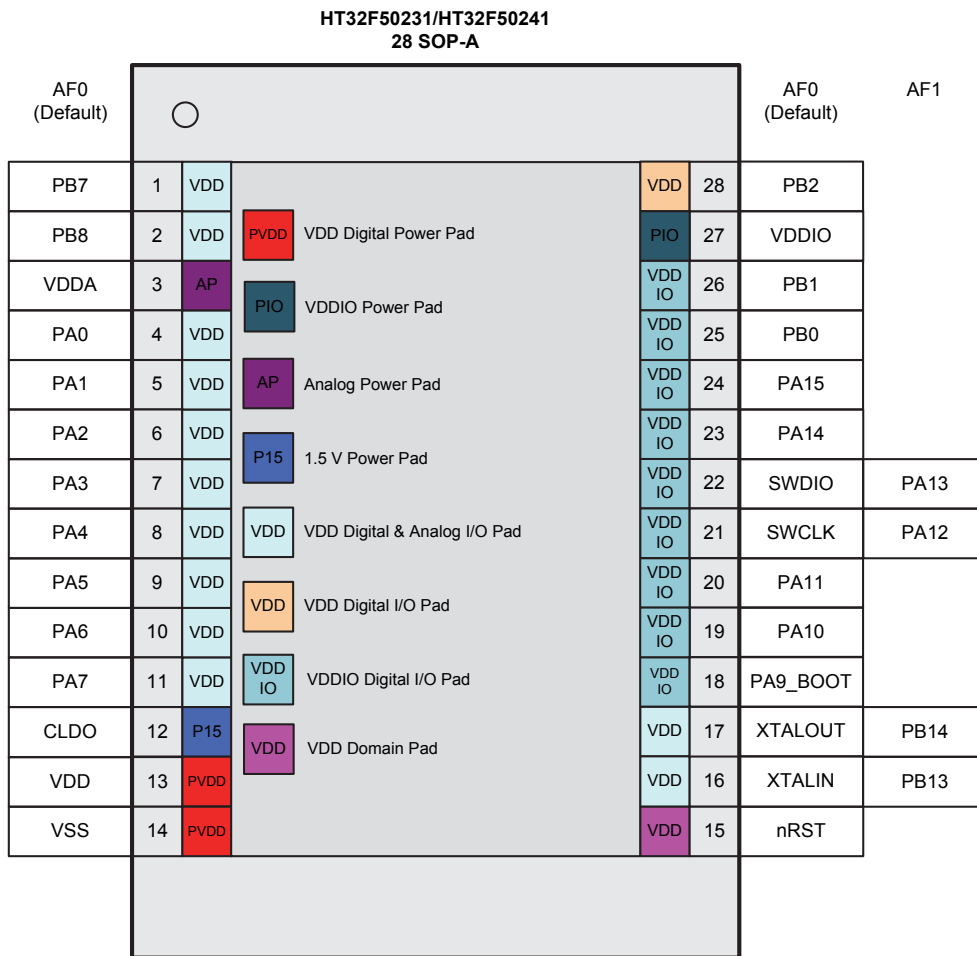 HT32F50231/HT32F50241
28 SOP-A
AF0
(Default)
AF0
(Default)
AF1
PB7 1 VDD VDD 28 PB2
PB8 2 VDD PVDD VDD Digital Power Pad PIO 27 VDDIO
VDDA 3 AP PIO VDDIO Power Pad VDD IO 26 PB1
PA0 4 VDD VDD IO 25 PB0
PA1 5 VDD AP Analog Power Pad VDD IO 24 PA15
PA2 6 VDD P15 1.5 V Power Pad VDD IO 23 PA14
PA3 7 VDD VDD IO 22 SWDIO PA13
PA4 8 VDD VDD VDD Digital & Analog I/O Pad VDD IO 21 SWCLK PA12
PA5 9 VDD VDD VDD Digital I/O Pad VDD IO 20 PA11
PA6 10 VDD VDD IO 19 PA10
PA7 11 VDD VDD IO VDDIO Digital I/O Pad VDD IO 18 PA9_BOOT
CLDO 12 P15 VDD VDD Domain Pad VDD 17 XTALOUT PB14
VDD 13 PVDD VDD 16 XTALIN PB13
VSS 14 PVDD VDD 15 nRST